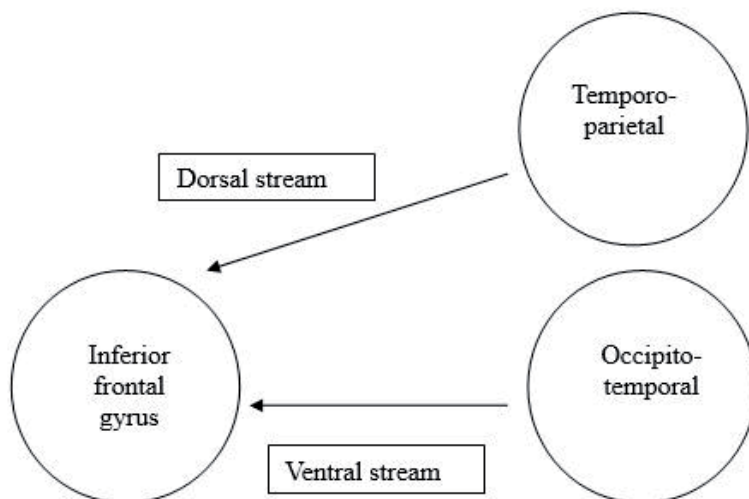 Temporo-
parietal
Dorsal stream
Inferior
frontal
gyrus
Occipito-
temporal
Ventral stream